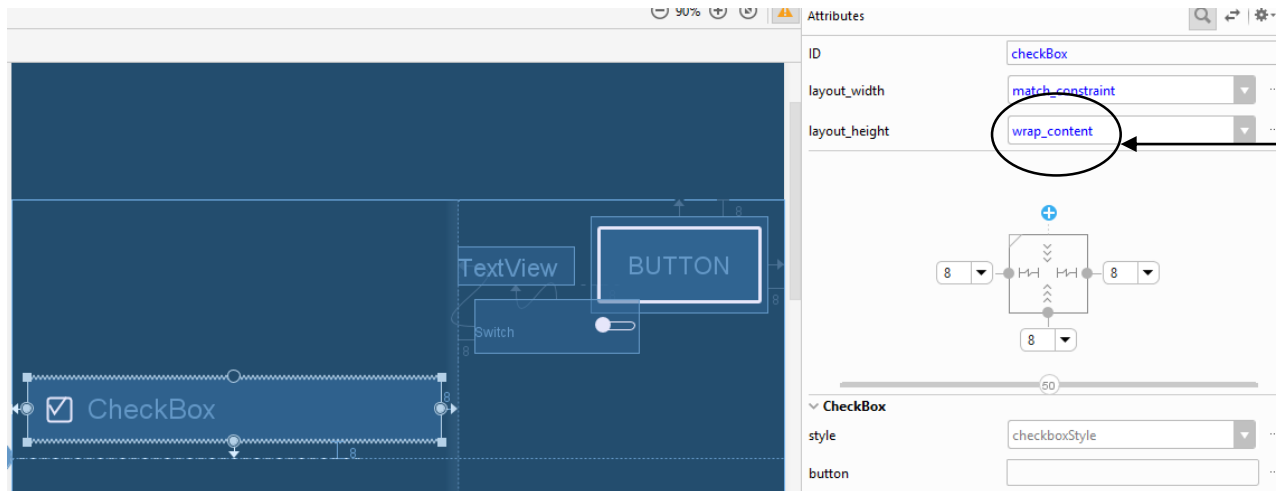 90%
Attributes
ID checkBox
layout_width match_constraint
layout_height wrap_content
8
TextView
BUTTON
8
Switch
8
8 8
8
50
8
CheckBox
8
CheckBox
style checkboxStyle
button